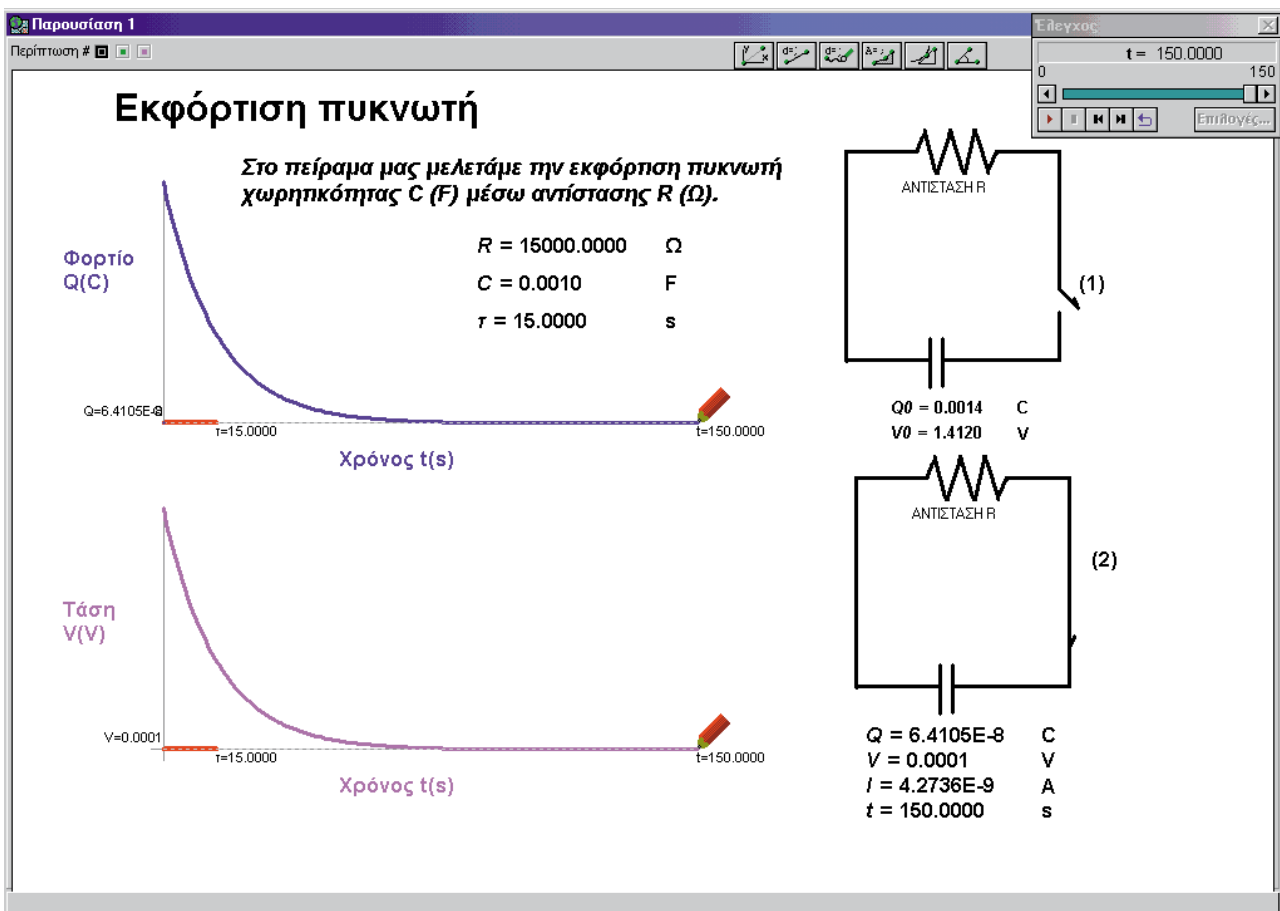 Παρουσίαση 1
Έλεγχος
Περίπτωση #
t = 150.0000
0 150
Επιλογές...
Εκφόρτιση πυκνωτή
Στο πείραμα μας μελετάμε την εκφόρτιση πυκνωτή
χωρητικότητας C (F) μέσω αντίστασης R (Ω).
R = 15000.0000 Ω
C = 0.0010 F
τ = 15.0000 s
Φορτίο
Q(C)
Q=6.4105E-8
τ=15.0000
t=150.0000
Χρόνος t(s)
ΑΝΤΙΣΤΑΣΗ R
(1)
Q0 = 0.0014 C
V0 = 1.4120 V
Τάση
V(V)
V=0.0001
τ=15.0000
t=150.0000
Χρόνος t(s)
ΑΝΤΙΣΤΑΣΗ R
(2)
Q = 6.4105E-8 C
V = 0.0001 V
I = 4.2736E-9 A
t = 150.0000 s